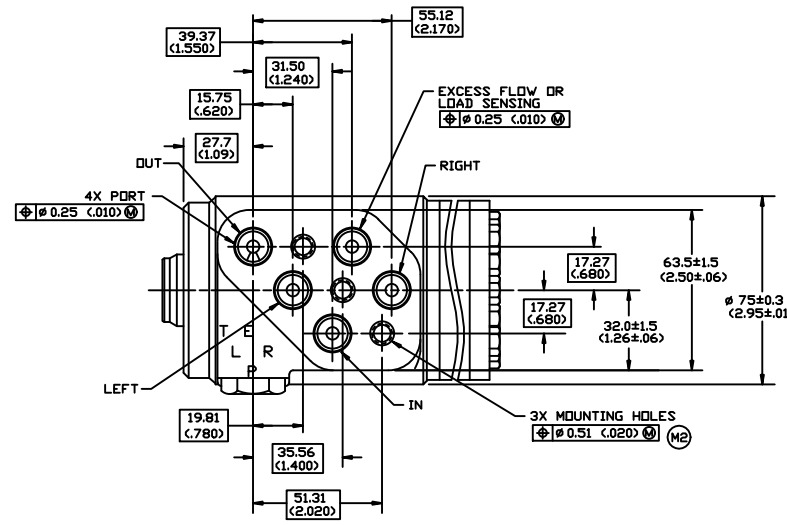 55.12
(2.170)
39.37
(1.550)
31.50
(1.240)
15.75
(.620)
27.7
(1.09)
EXCESS FLOW OR
LOAD SENSING
⌖ ø 0.25 (.010) Ⓜ
OUT
RIGHT
4X PORT
⌖ ø 0.25 (.010) Ⓜ
17.27
(.680)
63.5±1.5
(2.50±.06)
ø 75±0.3
(2.95±.01
17.27
(.680)
32.0±1.5
(1.26±.06)
T E
L R
P
LEFT
IN
19.81
(.780)
3X MOUNTING HOLES
⌖ ø 0.51 (.020) Ⓜ
M2
35.56
(1.400)
51.31
(2.020)